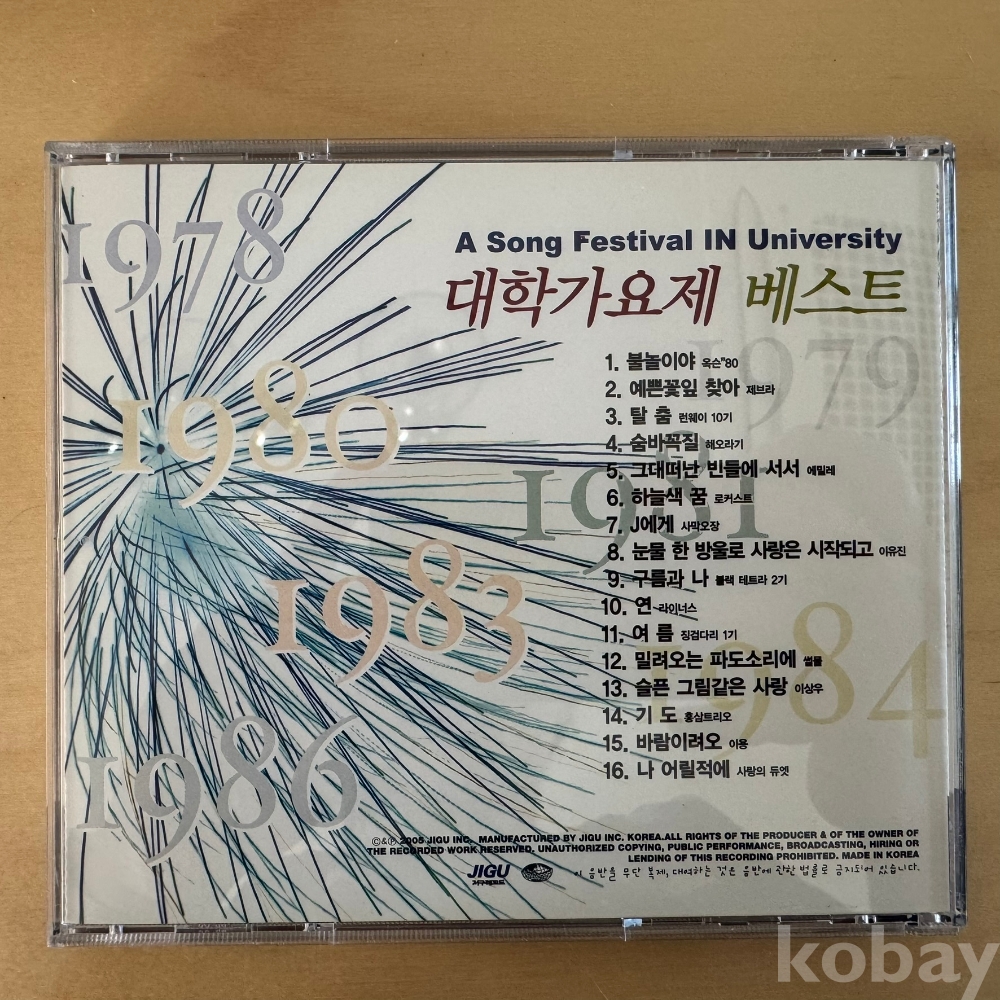 1978
A Song Festival IN University
대학가요제 베스트
1979
1980
1981
1983
1984
1986
1. 불놀이야 옥슨"80
2. 예쁜꽃잎 찾아 제브라
3. 탈 춤 런웨이 10기
4. 숨바꼭질 해오라기
5. 그대떠난 빈들에 서서 에밀레
6. 하늘색 꿈 로커스트
7. J에게 사막오장
8. 눈물 한 방울로 사랑은 시작되고 이유진
9. 구름과 나 블랙 테트라 2기
10. 연 라이너스
11. 여 름 징검다리 1기
12. 밀려오는 파도소리에 썰물
13. 슬픈 그림같은 사랑 이상우
14. 기 도 홍삼트리오
15. 바람이려오 이용
16. 나 어릴적에 사랑의 듀엣
©&℗ 2005 JIGU INC. MANUFACTURED BY JIGU INC. KOREA.ALL RIGHTS OF THE PRODUCER & OF THE OWNER OF
THE RECORDED WORK RESERVED. UNAUTHORIZED COPYING, PUBLIC PERFORMANCE, BROADCASTING, HIRING OR
LENDING OF THIS RECORDING PROHIBITED. MADE IN KOREA
JIGU
지구레코드
이 음반을 무단 복제, 대여하는 것은 음반에 관한 법률로 금지되어 있습니다.
kobay